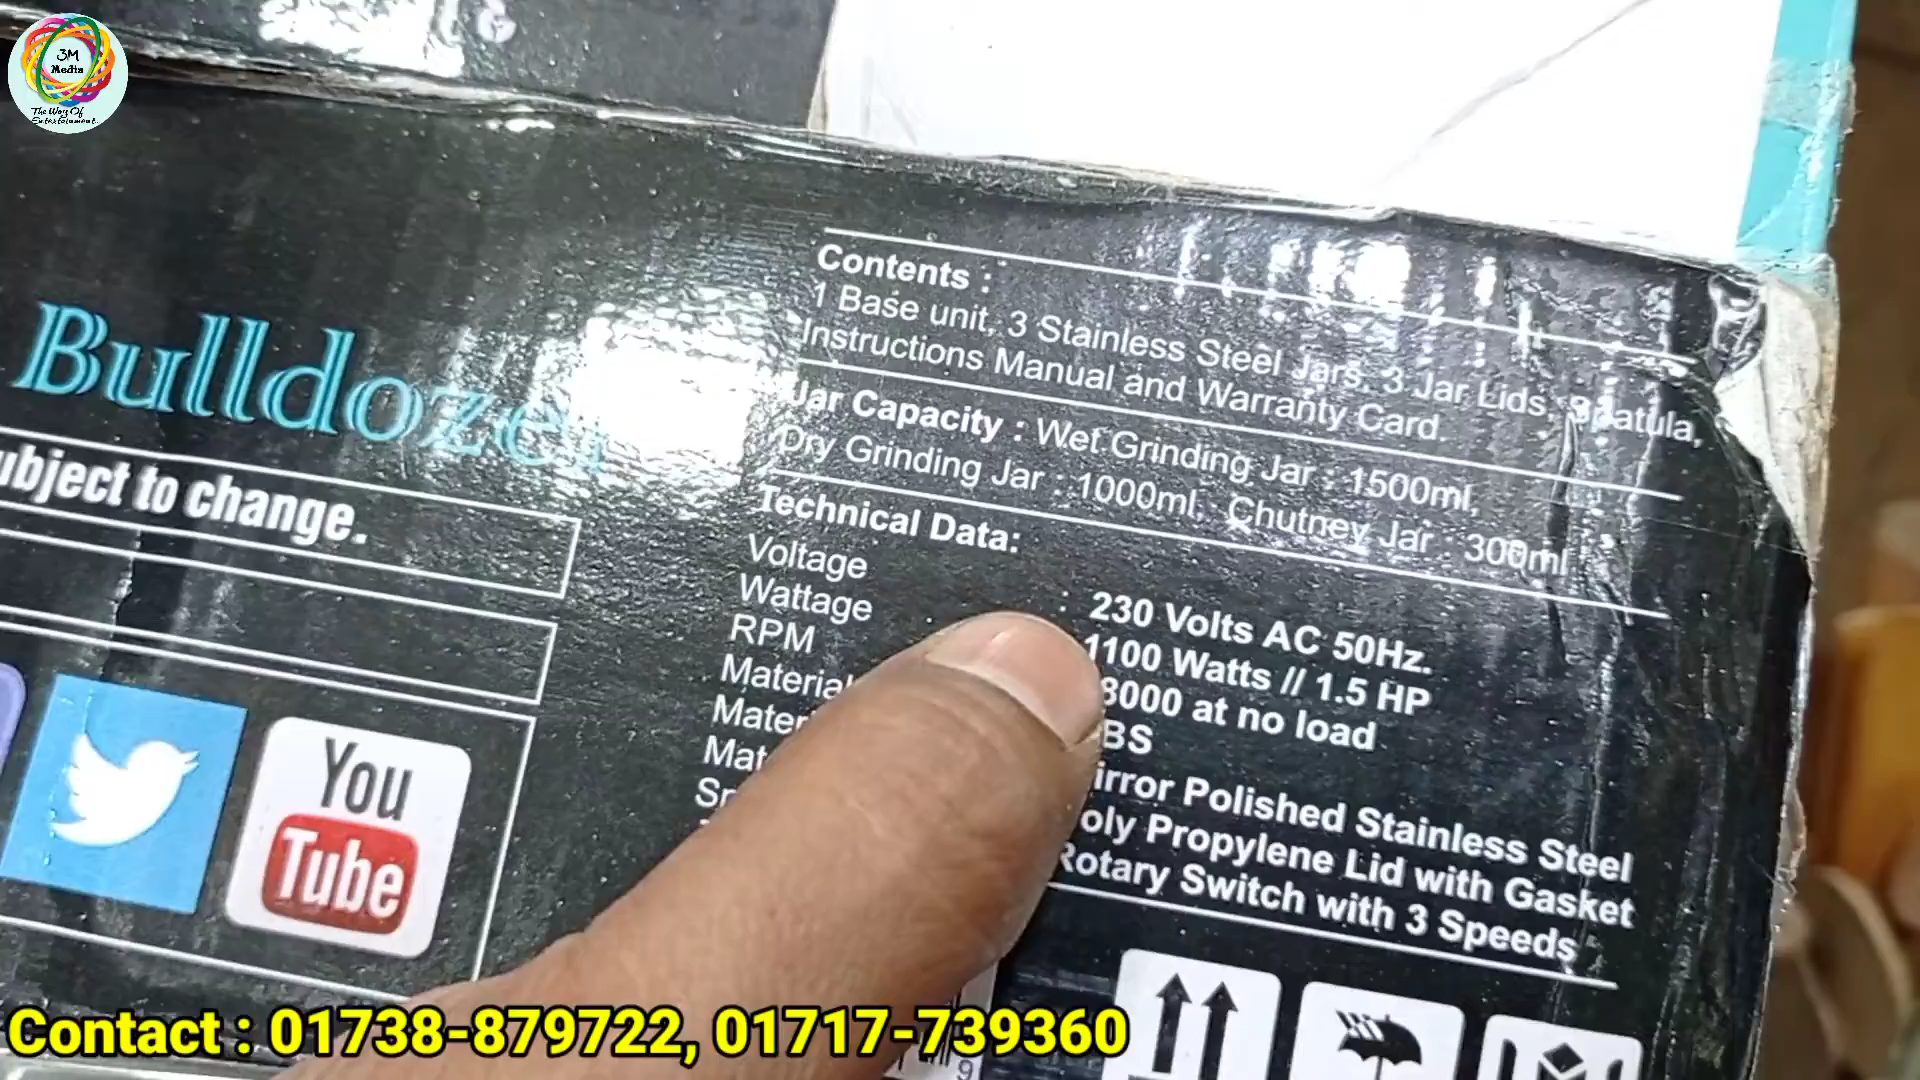 3M
Media
The Way Of
Entertainment.
Bulldozer
subject to change.
You
Tube
Contents :
1 Base unit, 3 Stainless Steel Jars, 3 Jar Lids, Spatula,
Instructions Manual and Warranty Card.
Jar Capacity : Wet Grinding Jar : 1500ml,
Dry Grinding Jar : 1000ml, Chutney Jar : 300ml
Technical Data:
Voltage : 230 Volts AC 50Hz.
Wattage 1100 Watts // 1.5 HP
RPM 8000 at no load
Material BS
irror Polished Stainless Steel
oly Propylene Lid with Gasket
Rotary Switch with 3 Speeds
Contact : 01738-879722, 01717-739360
9